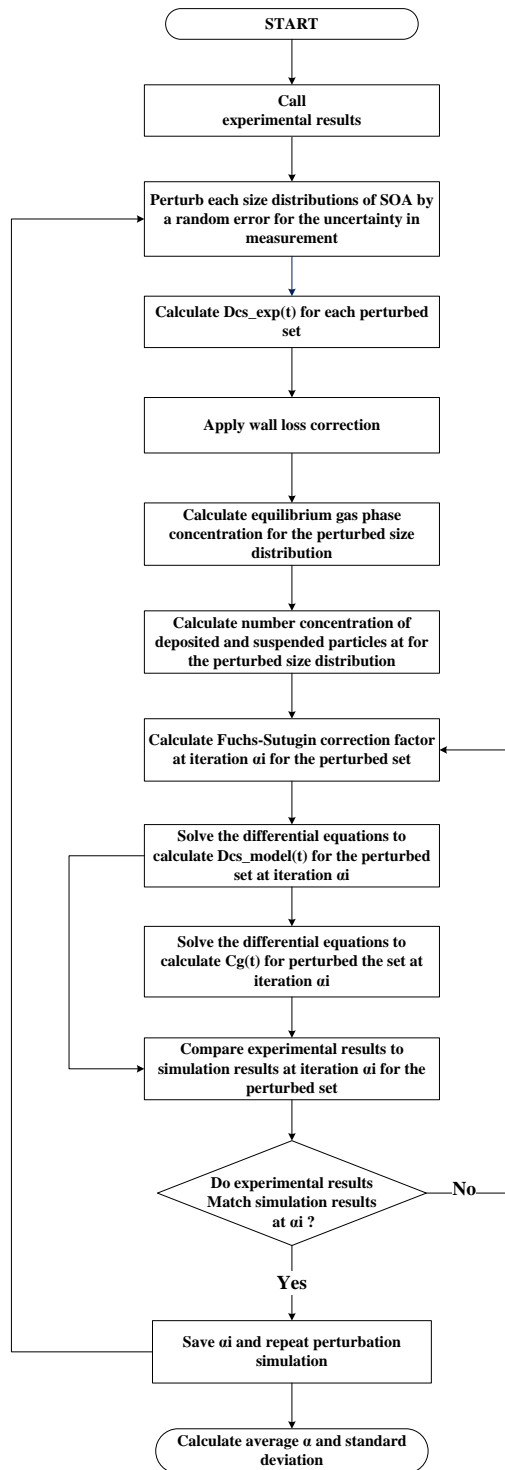 START
Call
experimental results
Perturb each size distributions of SOA by
a random error for the uncertainty in
measurement
Calculate Dcs_exp(t) for each perturbed
set
Apply wall loss correction
Calculate equilibrium gas phase
concentration for the perturbed size
distribution
Calculate number concentration of
deposited and suspended particles at for
the perturbed size distribution
Calculate Fuchs-Sutugin correction factor
at iteration αi for the perturbed set
Solve the differential equations to
calculate Dcs_model(t) for the perturbed
set at iteration αi
Solve the differential equations to
calculate Cg(t) for perturbed the set at
iteration αi
Compare experimental results to
simulation results at iteration αi for the
perturbed set
Do experimental results
Match simulation results
at αi ?
No
Yes
Save αi and repeat perturbation
simulation
Calculate average α and standard
deviation